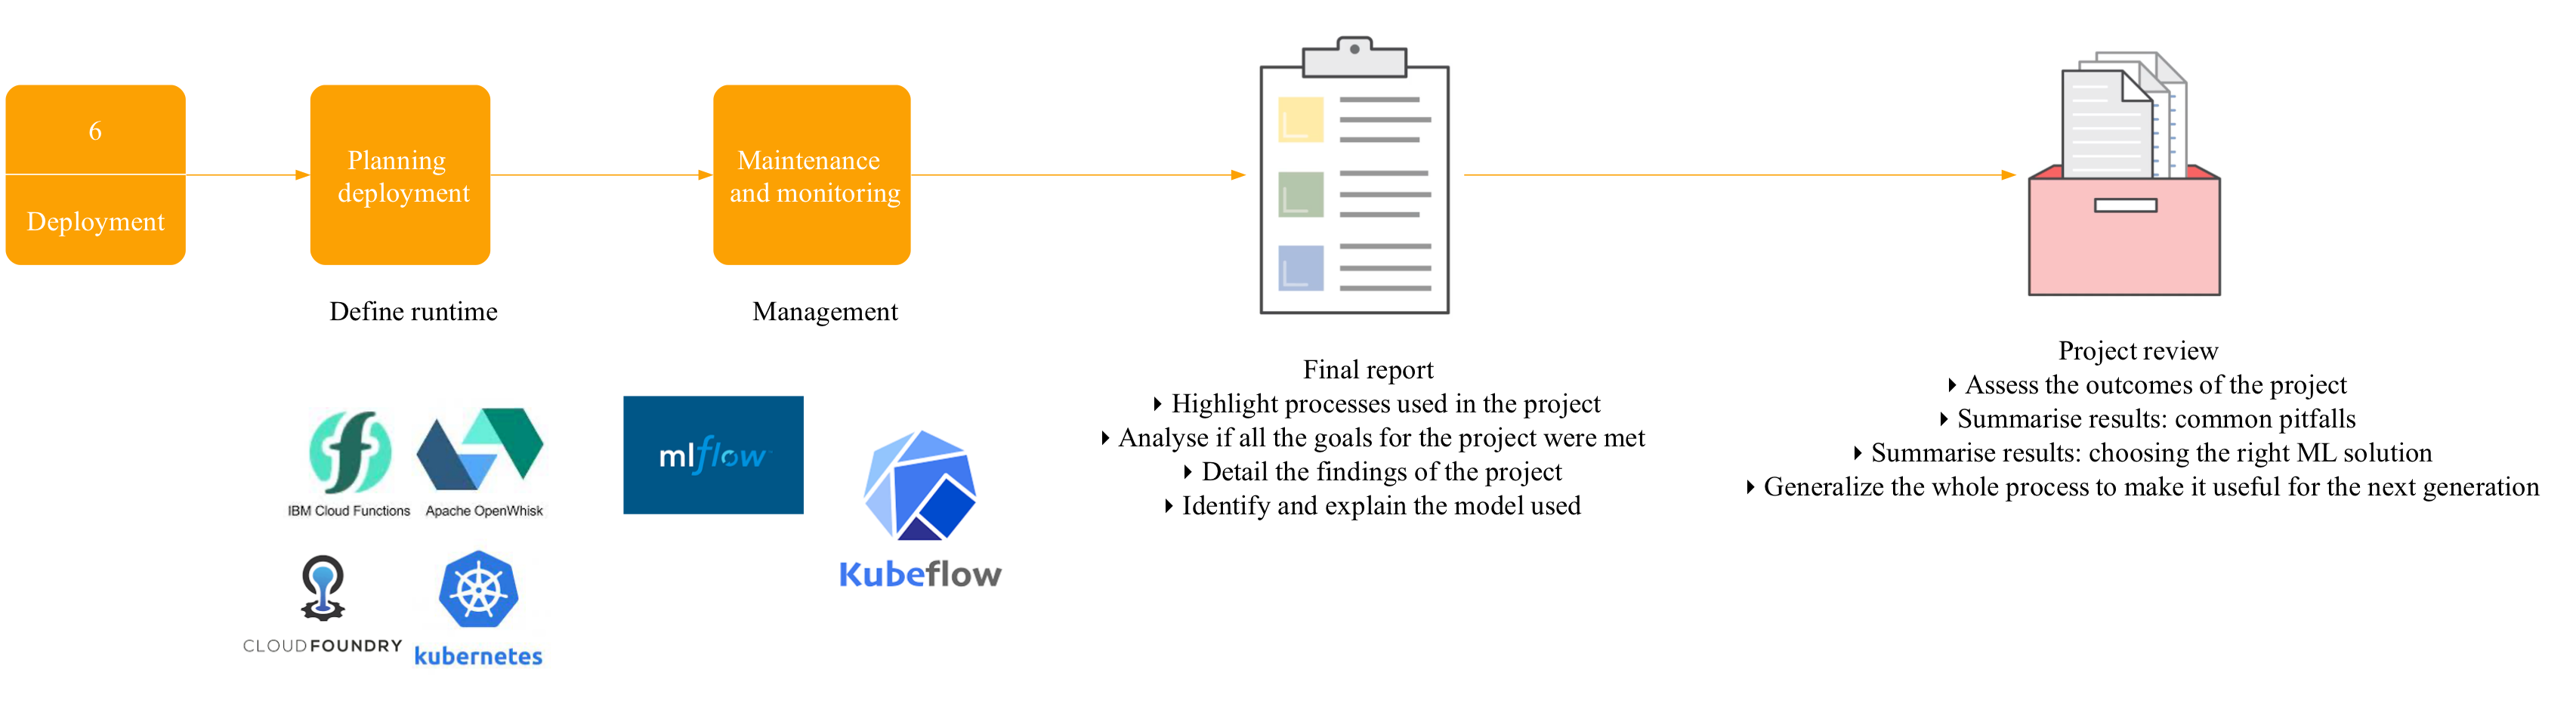 6
Deployment
Planning
deployment
Maintenance
and monitoring
Define runtime
Management
IBM Cloud Functions
Apache OpenWhisk
CLOUDFOUNDRY
kubernetes
mlflow
Kubeflow
Final report
Highlight processes used in the project
Analyse if all the goals for the project were met
Detail the findings of the project
Identify and explain the model used
Project review
Assess the outcomes of the project
Summarise results: common pitfalls
Summarise results: choosing the right ML solution
Generalize the whole process to make it useful for the next generation